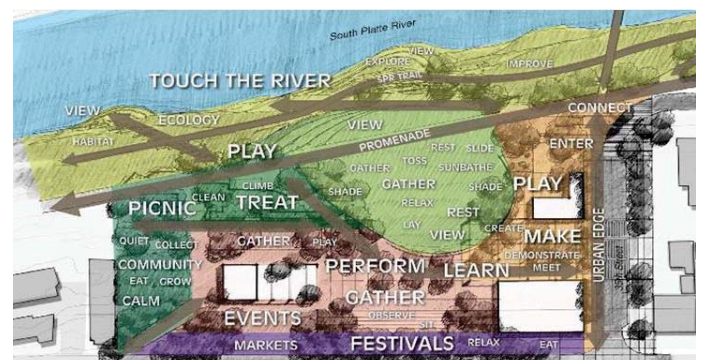 South Platte River
VIEW
EXPLORE
IMPROVE
SPR TRAIL
TOUCH THE RIVER
VIEW
CONNECT
ECOLOGY
VIEW
HABITAT
PROMENADE
ENTER
PLAY
REST SLIDE
TOSS
GATHER
SUNBATHE
CLIMB
SHADE
GATHER
SHADE
PLAY
CLEAN
TREAT
PICNIC
RELAX
REST
LAY
VIEW
CREATE
MAKE
QUIET COLLECT
GATHER PLAY
DEMONSTRATE
COMMUNITY
PERFORM
LEARN
MEET
URBAN EDGE
EAT GROW
CALM
GATHER
OBSERVE
SIT
EVENTS
MARKETS
FESTIVALS
RELAX
EAT